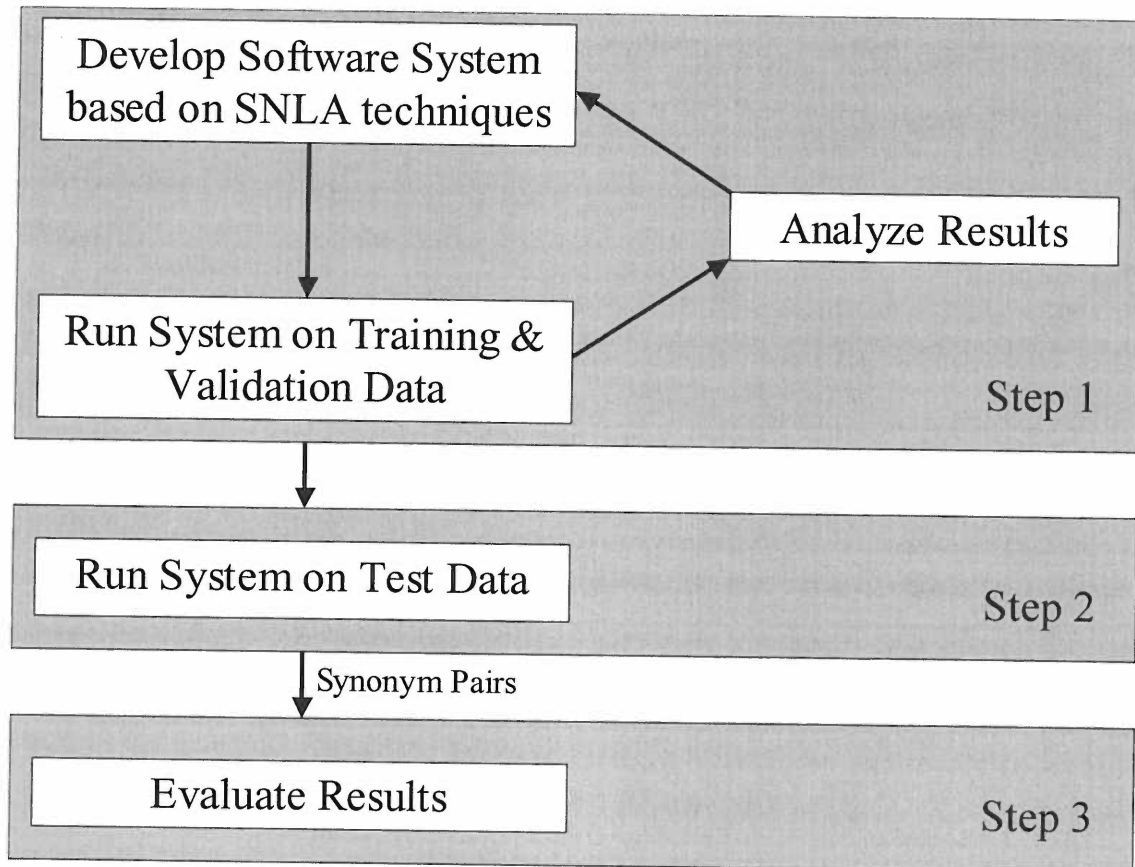 Develop Software System
based on SNLA techniques
Analyze Results
Run System on Training &
Validation Data
Step 1
Run System on Test Data
Step 2
Synonym Pairs
Evaluate Results
Step 3